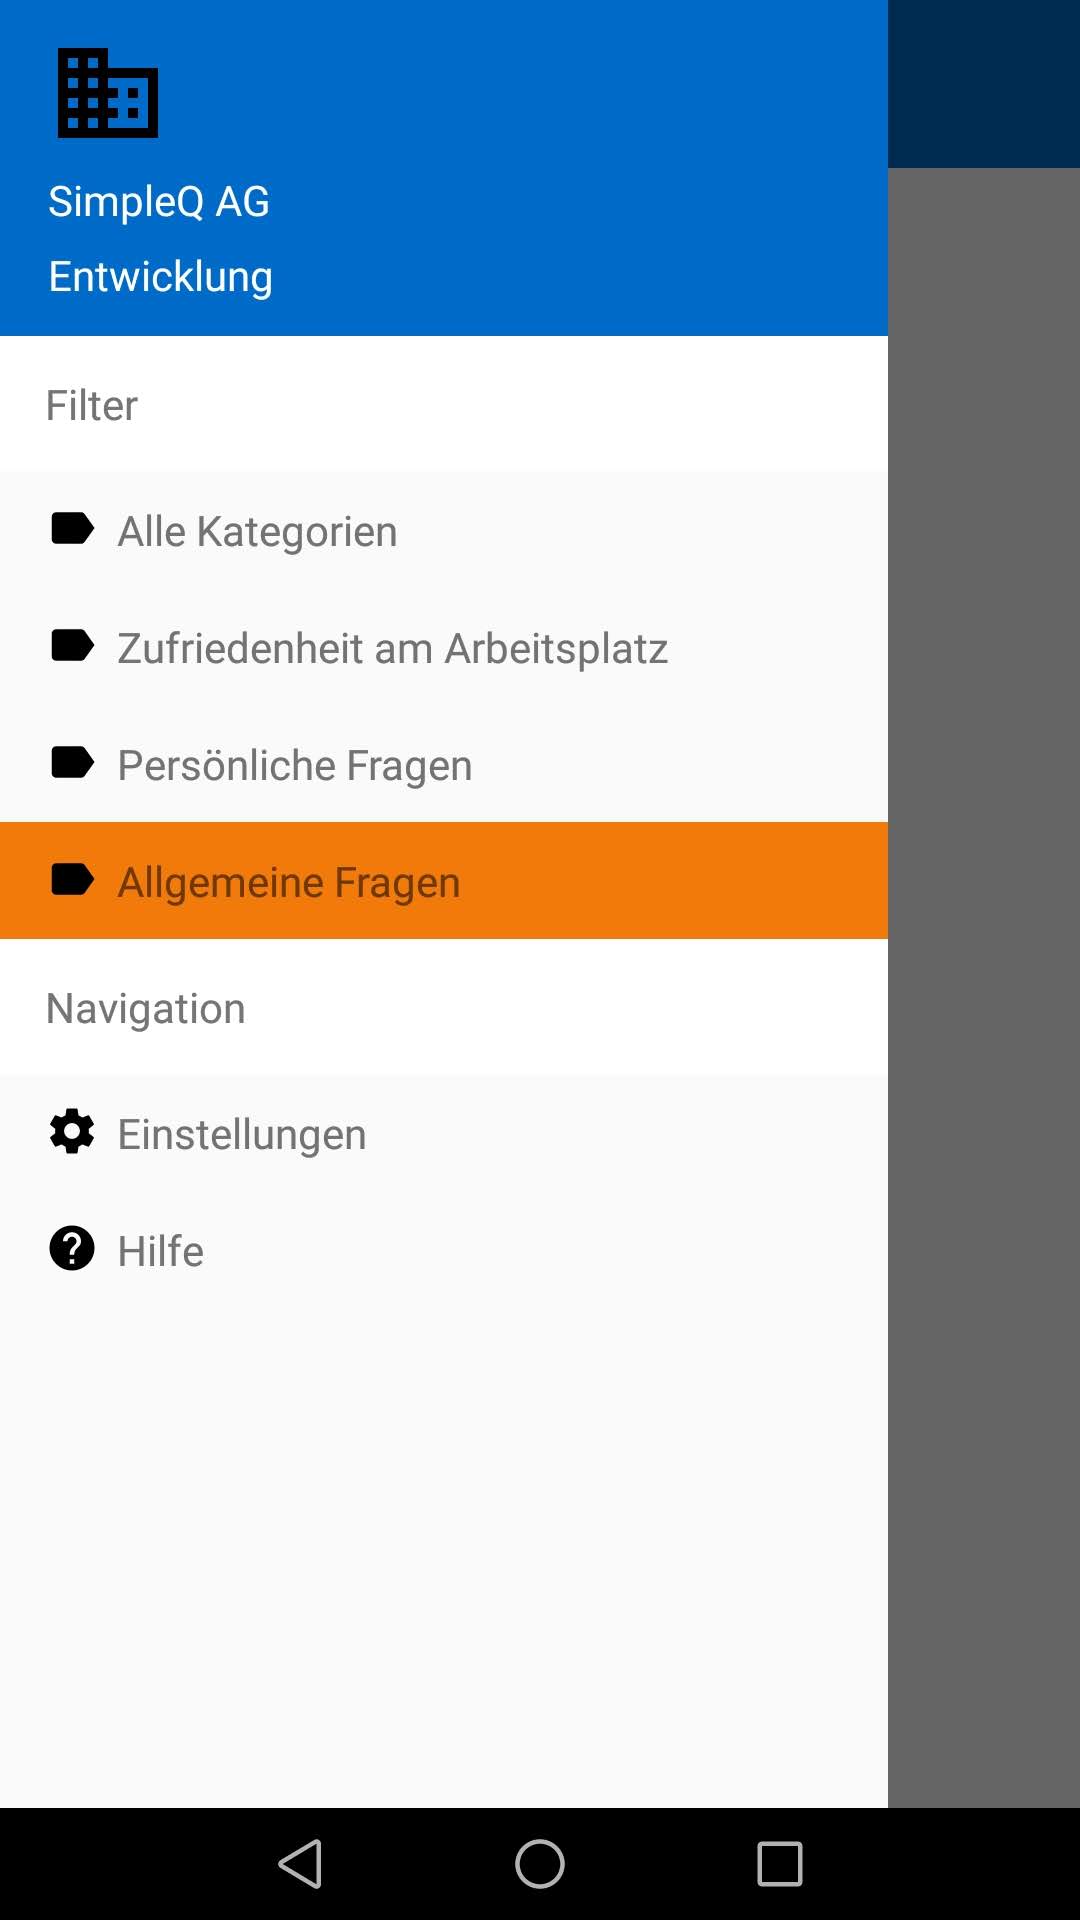 SimpleQ AG
Entwicklung
Filter
Alle Kategorien
Zufriedenheit am Arbeitsplatz
Persönliche Fragen
Allgemeine Fragen
Navigation
Einstellungen
Hilfe